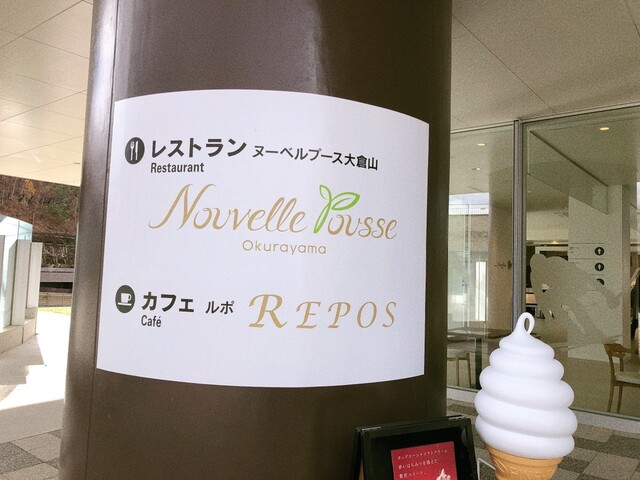 レストラン ヌーベルプース大倉山
Restaurant
Nouvelle Pousse
Okurayama
カフェ ルポ REPOS
Café